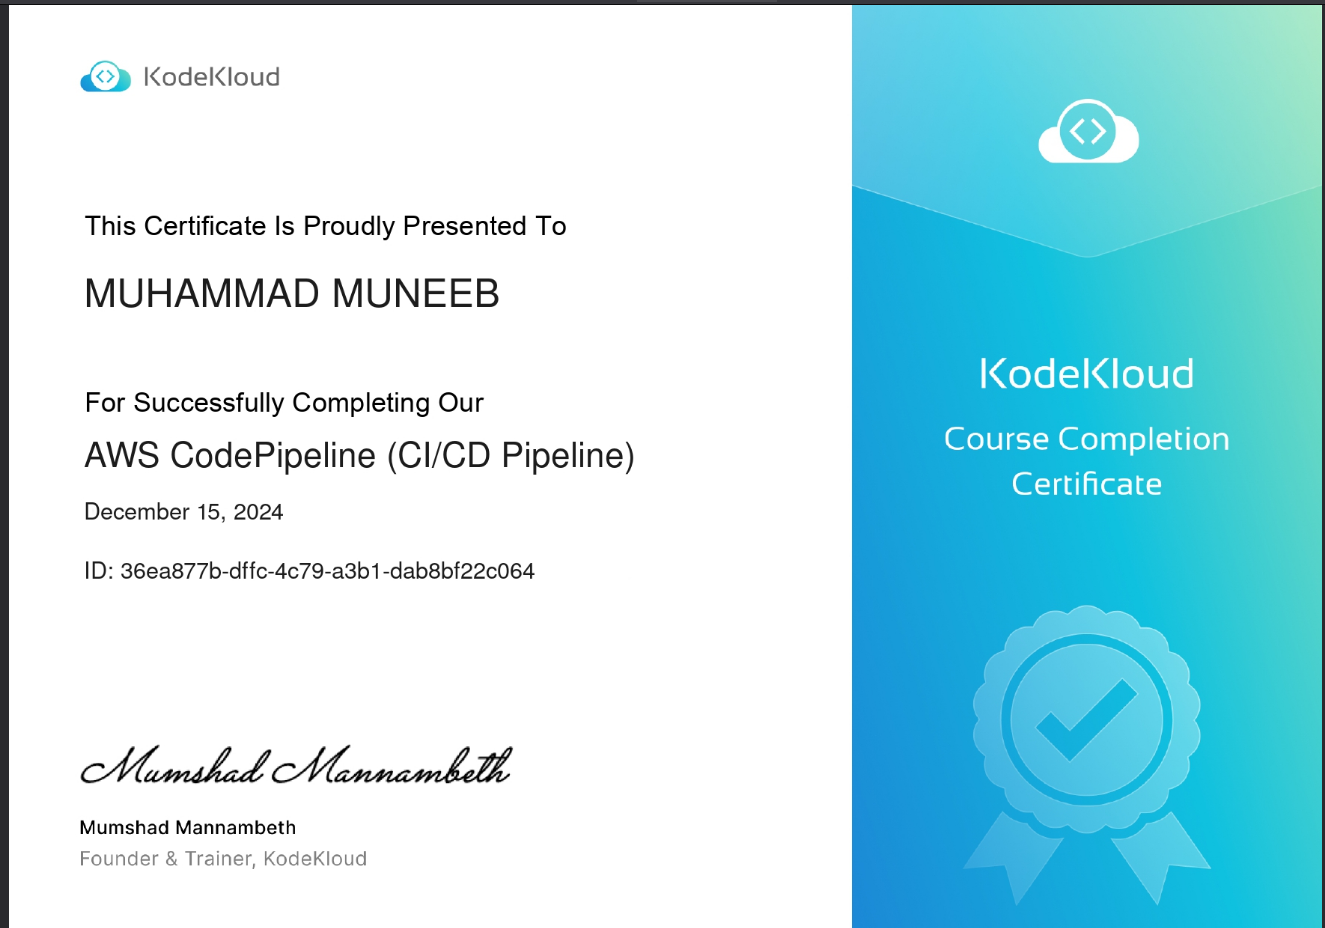 KodeKloud
This Certificate Is Proudly Presented To
MUHAMMAD MUNEEB
For Successfully Completing Our
AWS CodePipeline (CI/CD Pipeline)
December 15, 2024
ID: 36ea877b-dffc-4c79-a3b1-dab8bf22c064
Mumshad Mannambeth
Mumshad Mannambeth
Founder & Trainer, KodeKloud
KodeKloud
Course Completion
Certificate